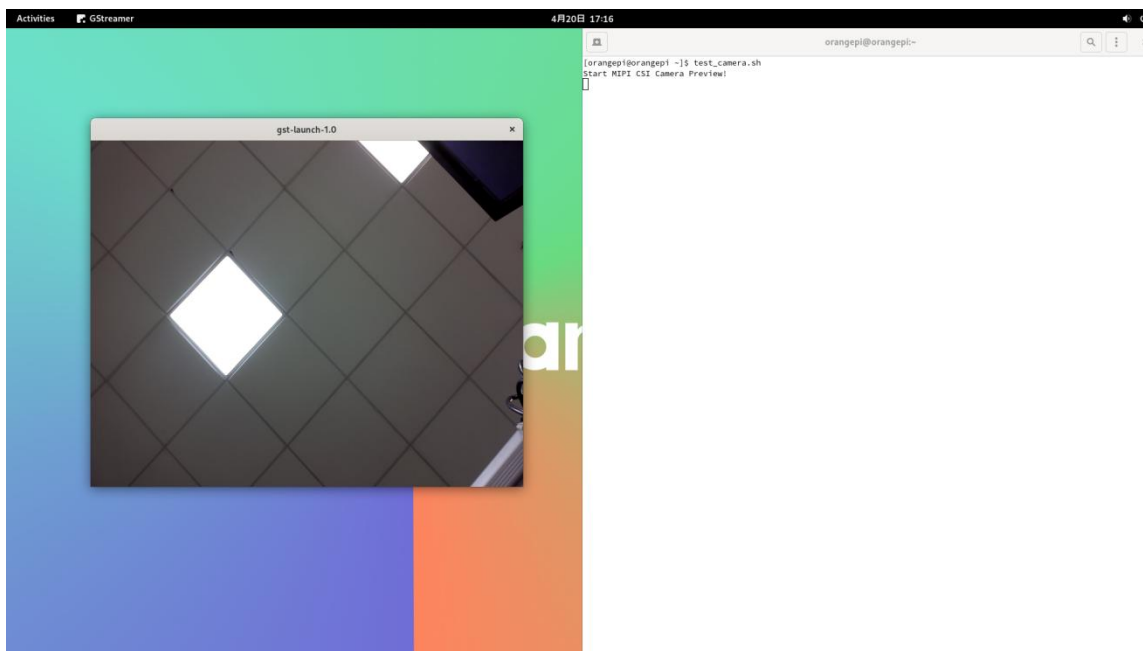 Activities GStreamer 4月20日 17:16
orangepi@orangepi:~
[orangepi@orangepi ~]$ test_camera.sh
Start MIPI CSI Camera Preview!
gst-launch-1.0
an